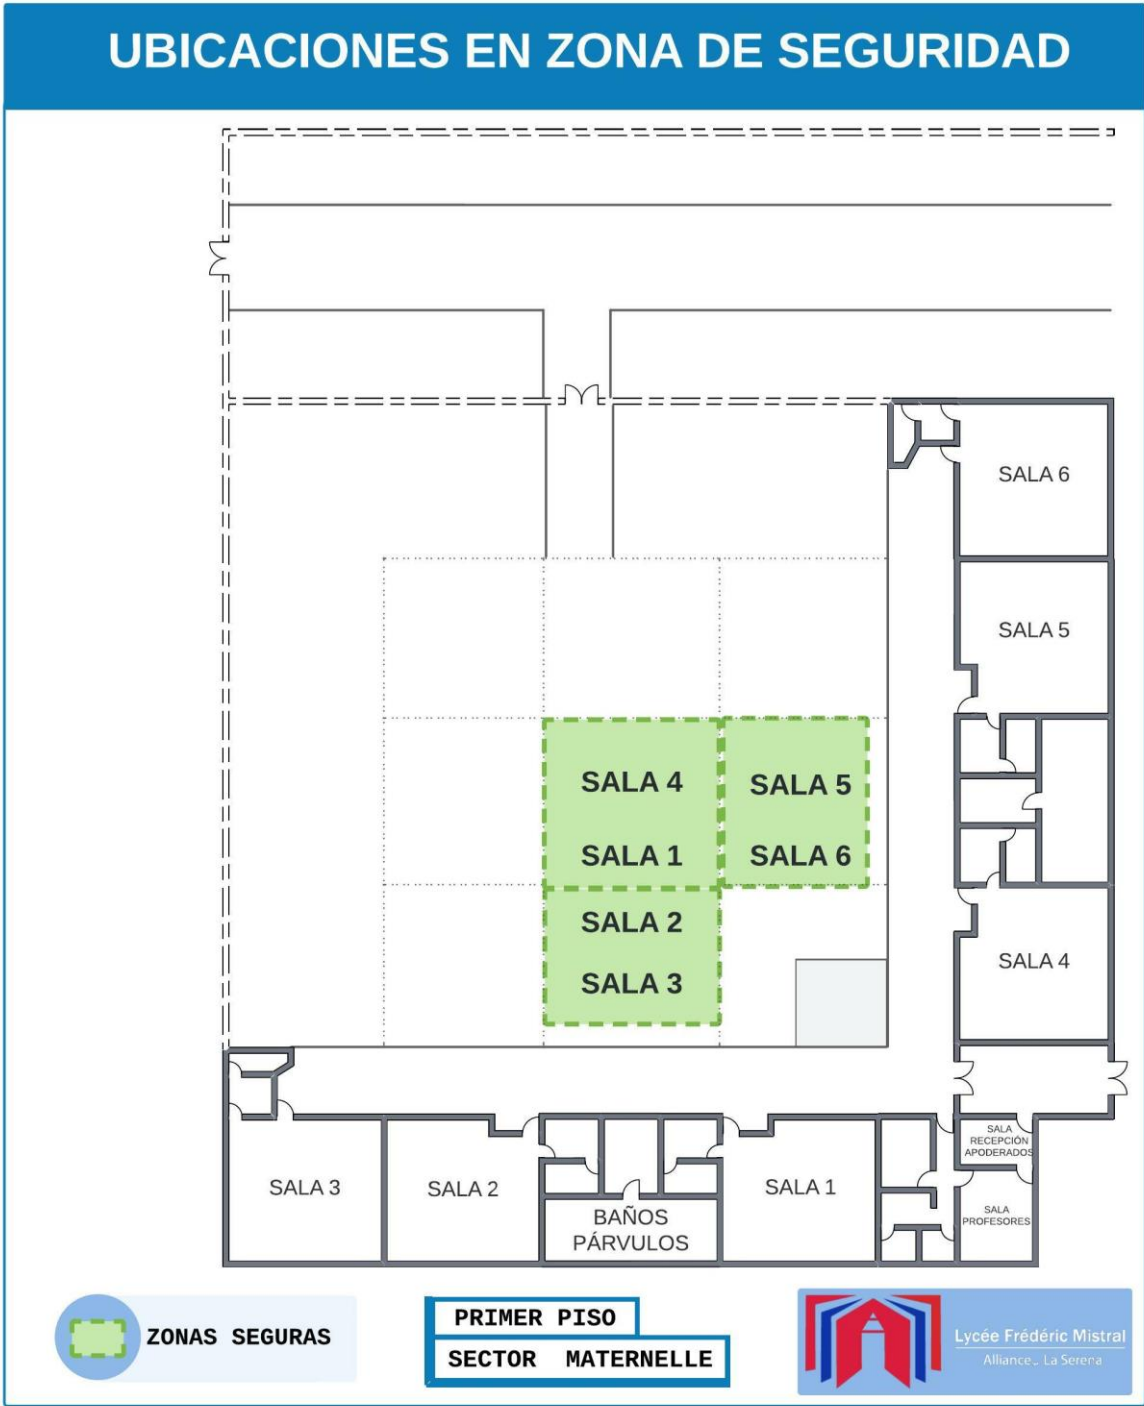 UBICACIONES EN ZONA DE SEGURIDAD
SALA 6
SALA 5
SALA 4
SALA 5
SALA 1
SALA 6
SALA 2
SALA 3
SALA 4
SALA
RECEPCIÓN
APODERADOS
SALA 3
SALA 2
SALA 1
BAÑOS
PÁRVULOS
SALA
PROFESORES
ZONAS SEGURAS
PRIMER PISO
SECTOR MATERNELLE
Lycée Frédéric Mistral
Alliance_ La Serena